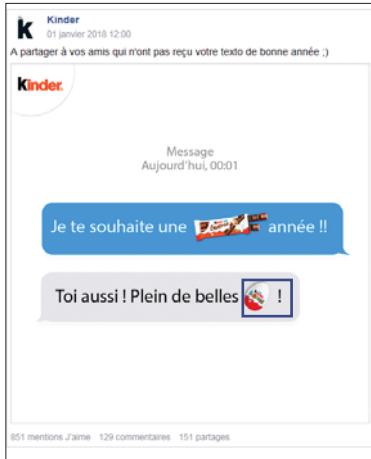 Kinder
01 janvier 2018 12:00
A partager à vos amis qui n'ont pas reçu votre texto de bonne année ;)
kinder.
Message
Aujourd'hui, 00:01
Je te souhaite une année !!
Toi aussi ! Plein de belles !
851 mentions J'aime 129 commentaires 151 partages